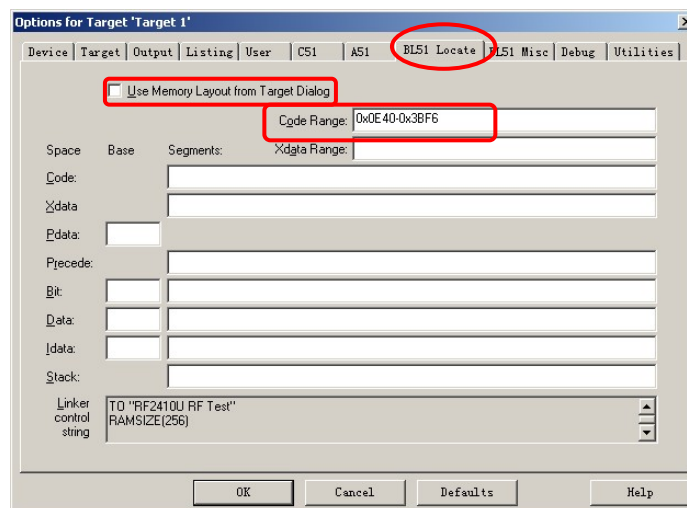 Options for Target 'Target 1'
Device Target Output Listing User C51 A51 BL51 Locate BL51 Misc Debug Utilities
Use Memory Layout from Target Dialog
Code Range: 0x0E40-0x3BF6
Space Base Segments: Xdata Range:
Code:
Xdata
Pdata:
Precede:
Bit:
Data:
Idata:
Stack:
Linker control string
TO "RF2410U RF Test"
RAMSIZE(256)
OK Cancel Defaults Help